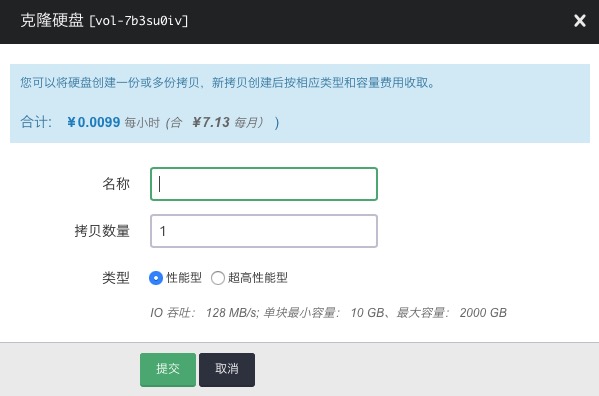 克隆硬盘 [vol-7b3su0iv]
您可以将硬盘创建一份或多份拷贝，新拷贝创建后按相应类型和容量费用收取。
合计: ¥0.0099 每小时 (合 ¥7.13 每月) )
名称
拷贝数量 1
类型 性能型 超高性能型
IO 吞吐: 128 MB/s; 单块最小容量: 10 GB、最大容量: 2000 GB
提交 取消